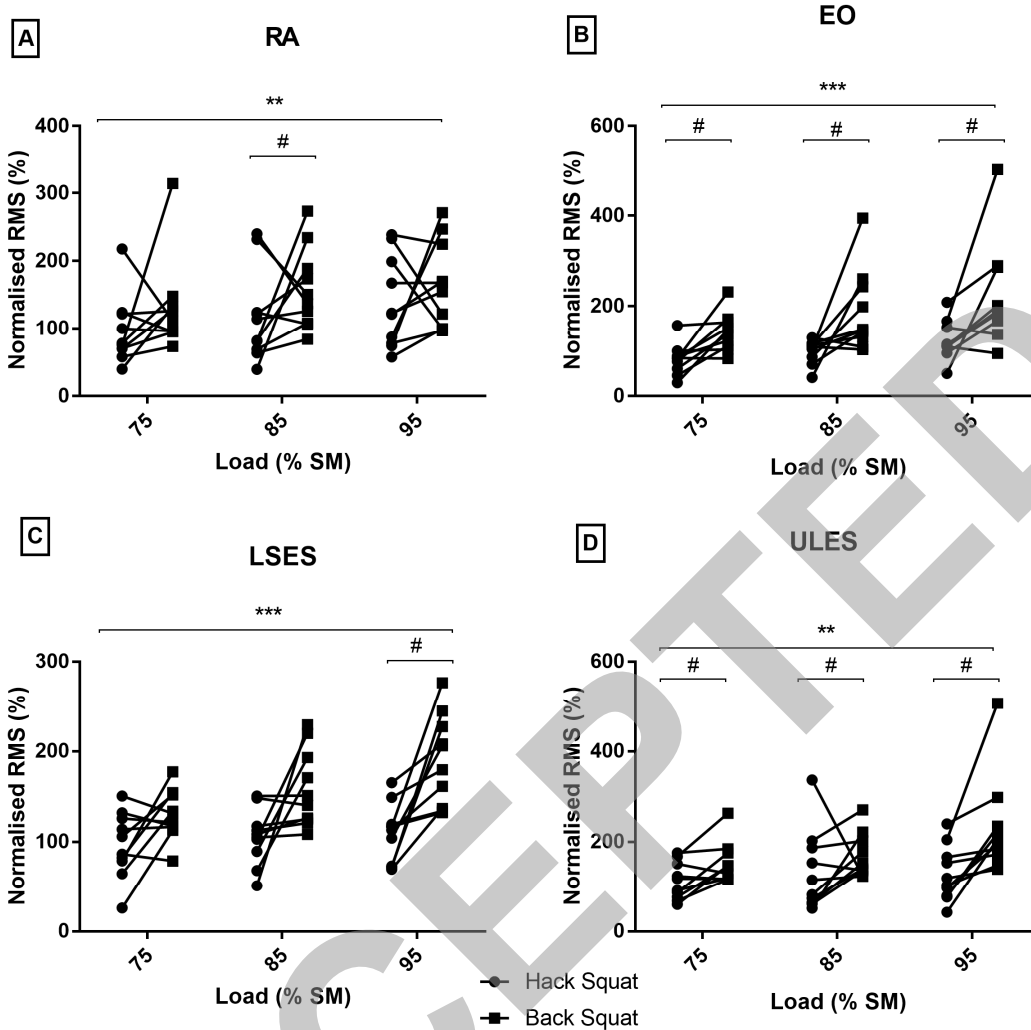 A
RA
B
EO
**
#
400
300
200
100
0
Normalised RMS (%)
75
85
95
Load (% SM)
***
#
#
#
600
400
200
0
Normalised RMS (%)
75
85
95
Load (% SM)
C
LSES
D
ULES
***
#
300
200
100
0
Normalised RMS (%)
75
85
95
Load (% SM)
**
#
#
#
600
400
200
0
Normalised RMS (%)
75
85
95
Load (% SM)
Hack Squat
Back Squat
CEPTED